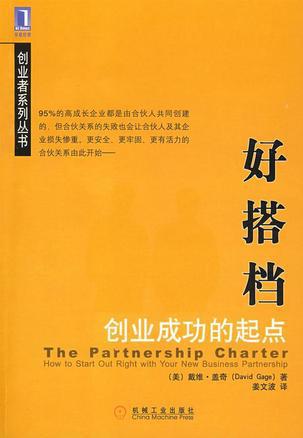 华章经管
创业者系列丛书
95%的高成长企业都是由合伙人共同创建
的，但合伙关系的失败也会让合伙人及其企
业损失惨重。更安全、更牢固、更有活力的
合伙关系由此开始——
好搭档
创业成功的起点
The Partnership Charter
How to Start Out Right with Your New Business Partnership
（美）戴维·盖奇（David Gage） 著
姜文波 译
机械工业出版社
China Machine Press